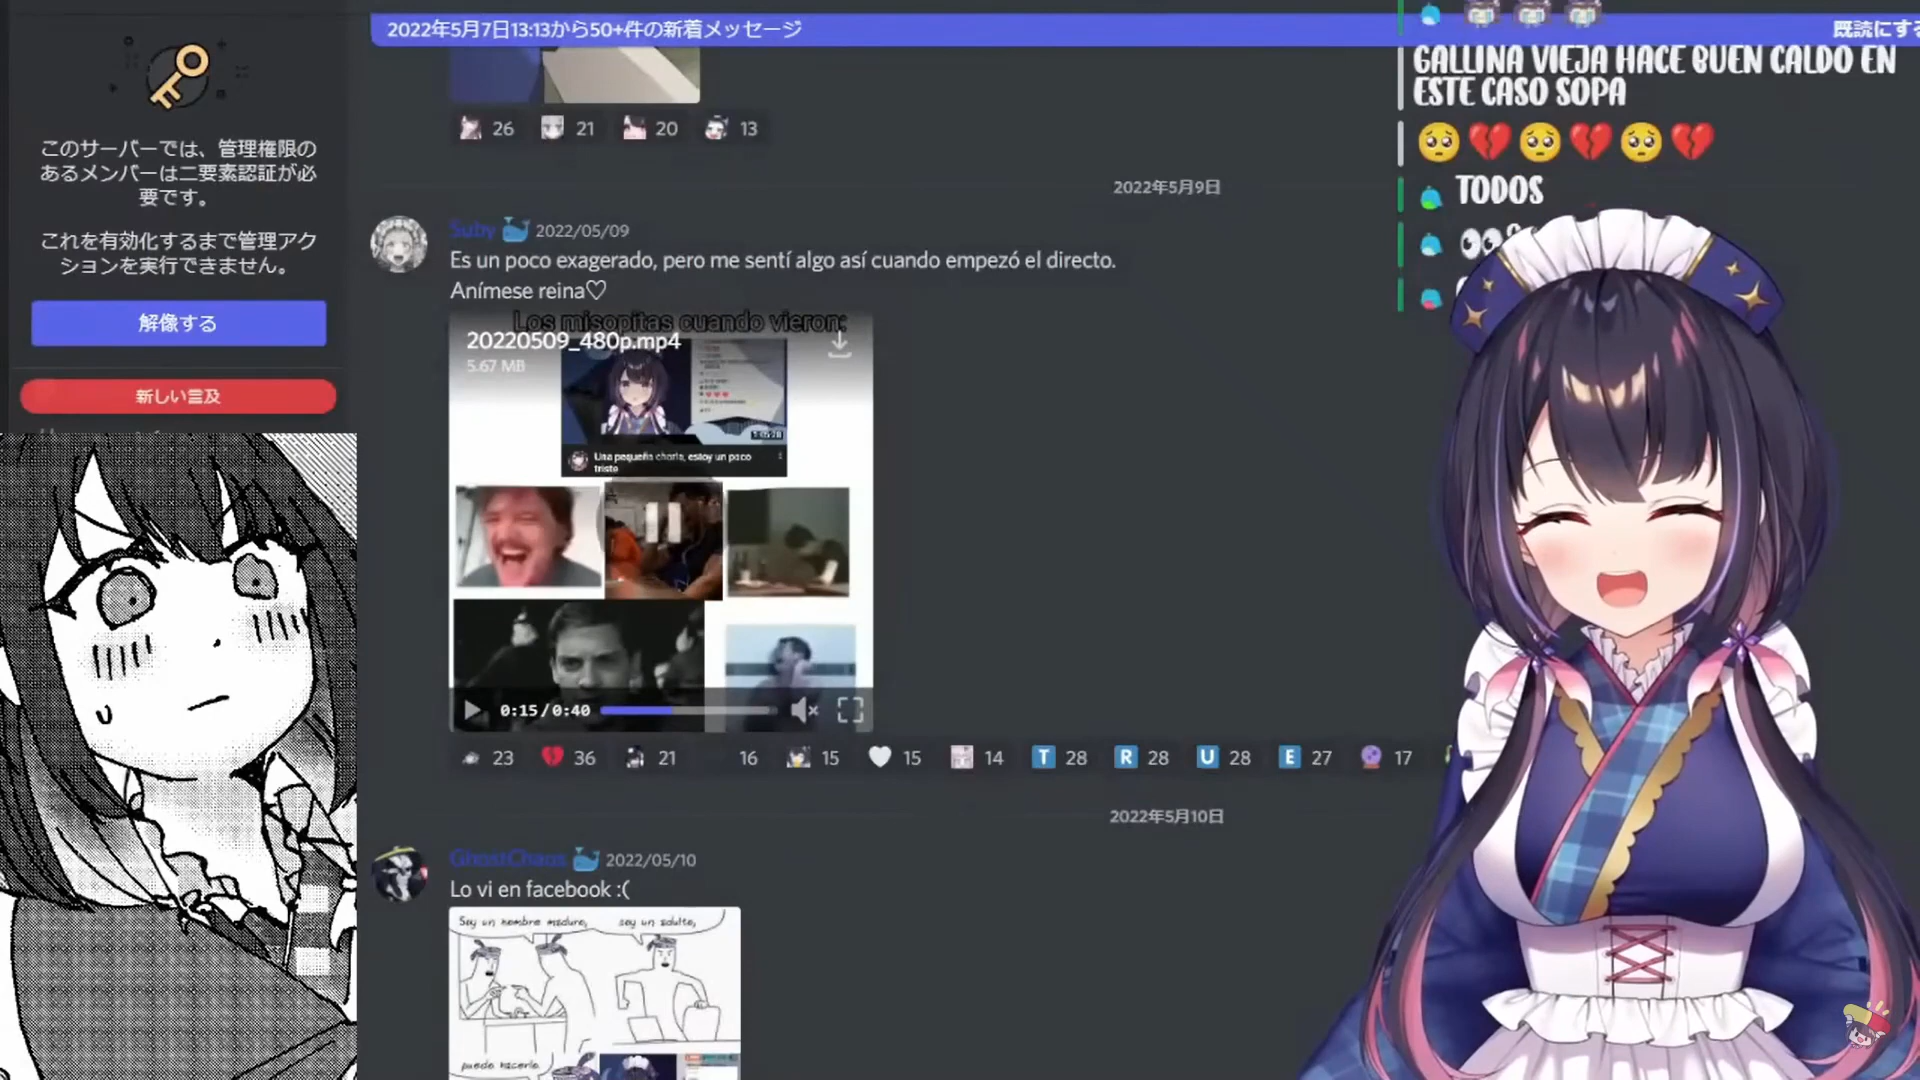 2022年5月7日13:13から50+件の新着メッセージ
既読にする
このサーバーでは、管理権限の
あるメンバーは二要素認証が必
要です。
これを有効化するまで管理アク
ションを実行できません。
解像する
新しい言及
26 21 20 13
2022年5月9日
Suby 2022/05/09
Es un poco exagerado, pero me sentí algo así cuando empezó el directo.
Anímese reina♡
Los misopitas cuando vieron:
20220509_480p.mp4
5.67 MB
1:05:28
Una pequeña charla, estoy un poco
triste
0:15/0:40
23 36 21 16 15 15 14 T 28 R 28 U 28 E 27 17
2022年5月10日
GhostChaos 2022/05/10
Lo vi en facebook :(
Soy un hombre maduro, soy un adulto,
puedo hacerlo.
GALLINA VIEJA HACE BUEN CALDO EN
ESTE CASO SOPA
TODOS